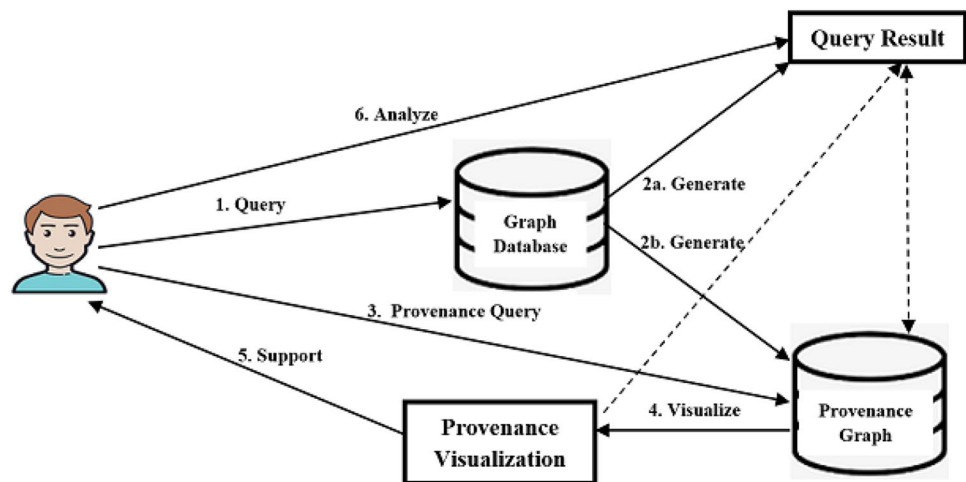 Query Result
6. Analyze
1. Query
2a. Generate
Graph
Database
2b. Generate
3. Provenance Query
5. Support
4. Visualize
Provenance
Visualization
Provenance
Graph